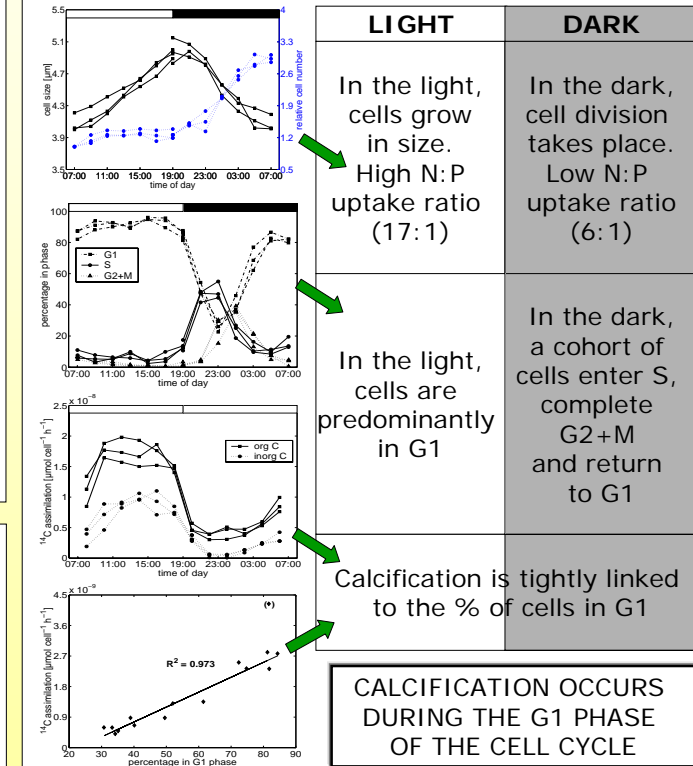 5.5
5.1
4.7
4.3
3.9
3.5
cell size [µm]
4
3.3
2.6
1.9
1.2
0.5
relative cell number
07:00 11:00 15:00 19:00 23:00 03:00 07:00
time of day
100
80
60
40
20
0
percentage in phase
G1
S
G2+M
07:00 11:00 15:00 19:00 23:00 03:00 07:00
time of day
x 10⁻⁸
2.5
2
1.5
1
0.5
0
¹⁴C assimilation [µmol cell⁻¹ h⁻¹]
org C
inorg C
07:00 11:00 15:00 19:00 23:00 03:00 07:00
time of day
x 10⁻⁹
4.5
3.6
2.7
1.8
0.9
0
¹⁴C assimilation [µmol cell⁻¹ h⁻¹]
R² = 0.973
( )
20 30 40 50 60 70 80 90
percentage in G1 phase
LIGHT
In the light,
cells grow
in size.
High N:P
uptake ratio
(17:1)
DARK
In the dark,
cell division
takes place.
Low N:P
uptake ratio
(6:1)
In the light,
cells are
predominantly
in G1
In the dark,
a cohort of
cells enter S,
complete
G2+M
and return
to G1
Calcification is tightly linked
to the % of cells in G1
CALCIFICATION OCCURS
DURING THE G1 PHASE
OF THE CELL CYCLE